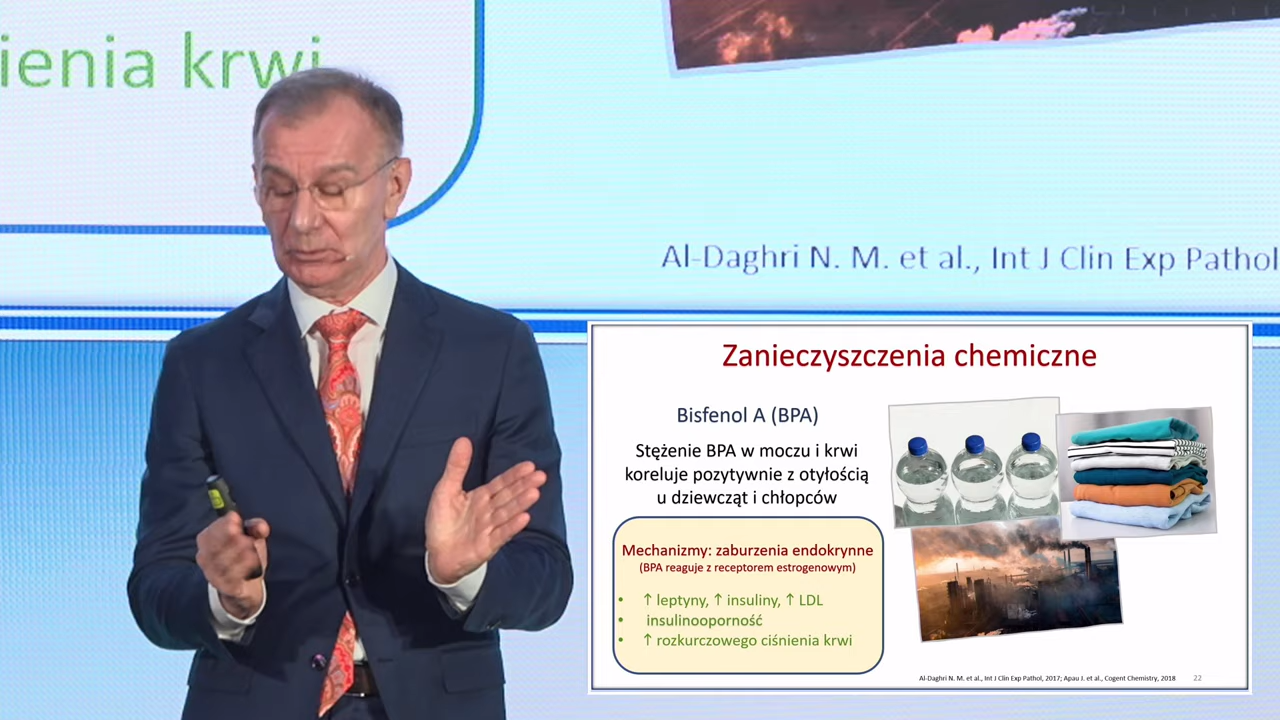 ienia krwi
Al-Daghri N. M. et al., Int J Clin Exp Pathol
Zanieczyszczenia chemiczne
Bisfenol A (BPA)
Stężenie BPA w moczu i krwi
koreluje pozytywnie z otyłością
u dziewcząt i chłopców
Mechanizmy: zaburzenia endokrynne
(BPA reaguje z receptorem estrogenowym)
• ↑ leptyny, ↑ insuliny, ↑ LDL
• insulinooporność
• ↑ rozkurczowego ciśnienia krwi
Al-Daghri N. M. et al., Int J Clin Exp Pathol, 2017; Apau J. et al., Cogent Chemistry, 2018 22